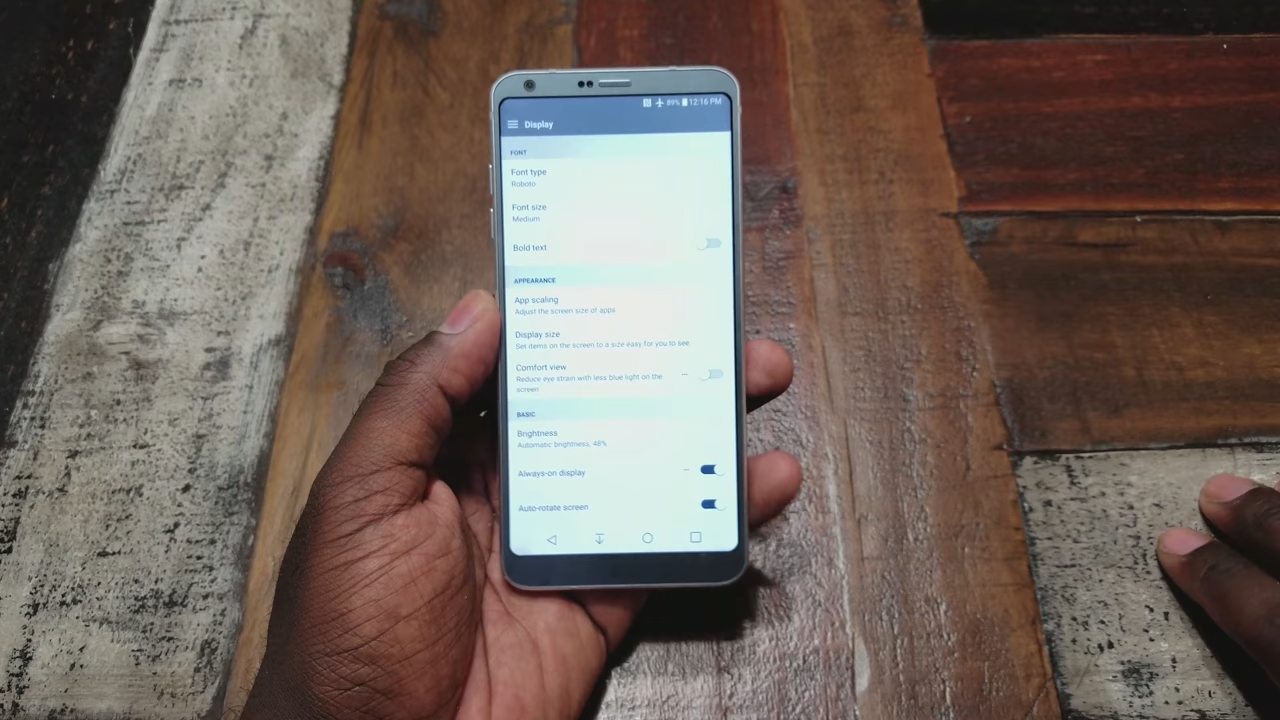 89% 12:16 PM
Display
FONT
Font type
Roboto
Font size
Medium
Bold text
APPEARANCE
App scaling
Adjust the screen size of apps
Display size
Set items on the screen to a size easy for you to see
Comfort view
Reduce eye strain with less blue light on the
screen
BASIC
Brightness
Automatic brightness, 48%
Always-on display
Auto-rotate screen